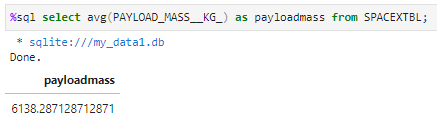 %sql select avg(PAYLOAD_MASS__KG_) as payloadmass from SPACEXTBL;
* sqlite:///my_data1.db
Done.
payloadmass
6138.287128712871